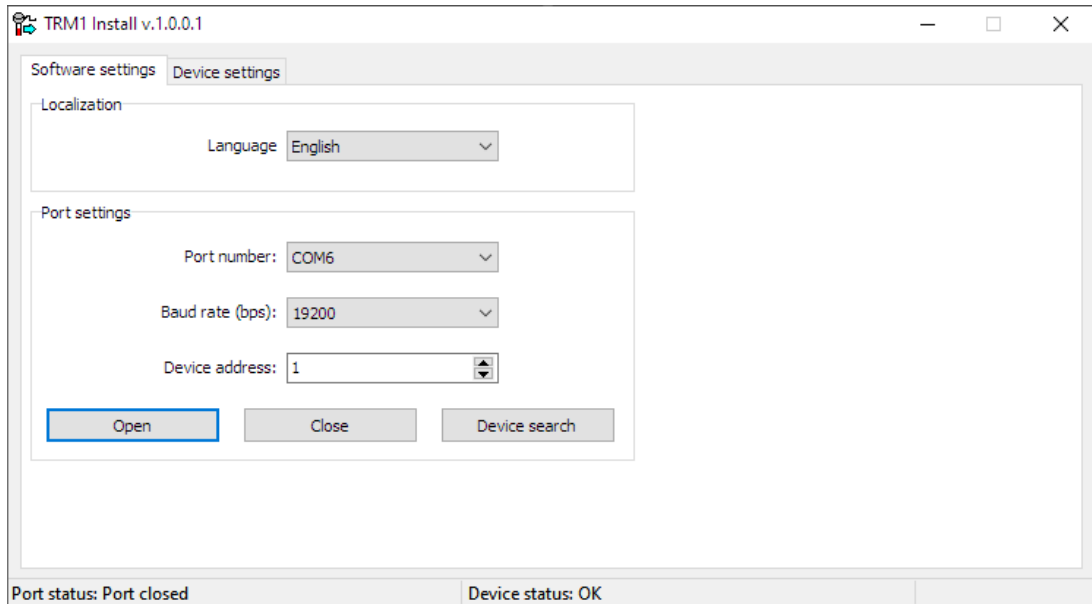 TRM1 Install v.1.0.0.1
Software settings
Device settings
Localization
Language English
Port settings
Port number: COM6
Baud rate (bps): 19200
Device address: 1
Open Close Device search
Port status: Port closed Device status: OK